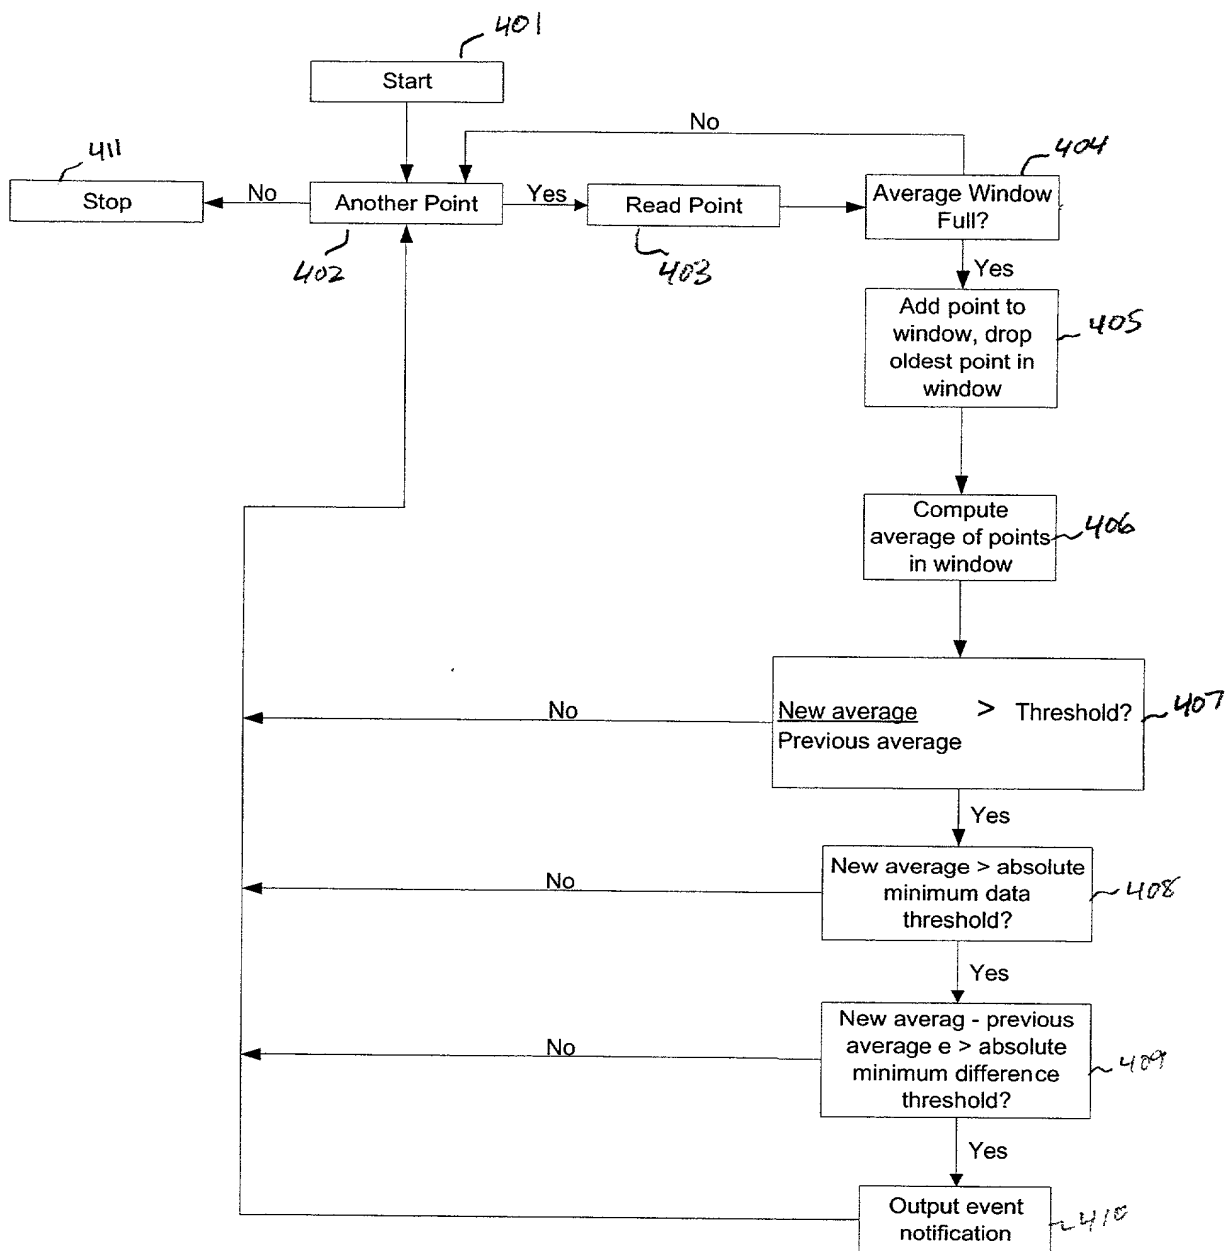 401
Start
No
411
404
Stop
No
Another Point
Yes
Read Point
Average Window
Full?
402
403
Yes
Add point to
window, drop
oldest point in
window
405
Compute
average of points
in window
406
No
New average > Threshold?
Previous average
407
Yes
No
New average > absolute
minimum data
threshold?
408
Yes
No
New averag - previous
average e > absolute
minimum difference
threshold?
409
Yes
Output event
notification
410